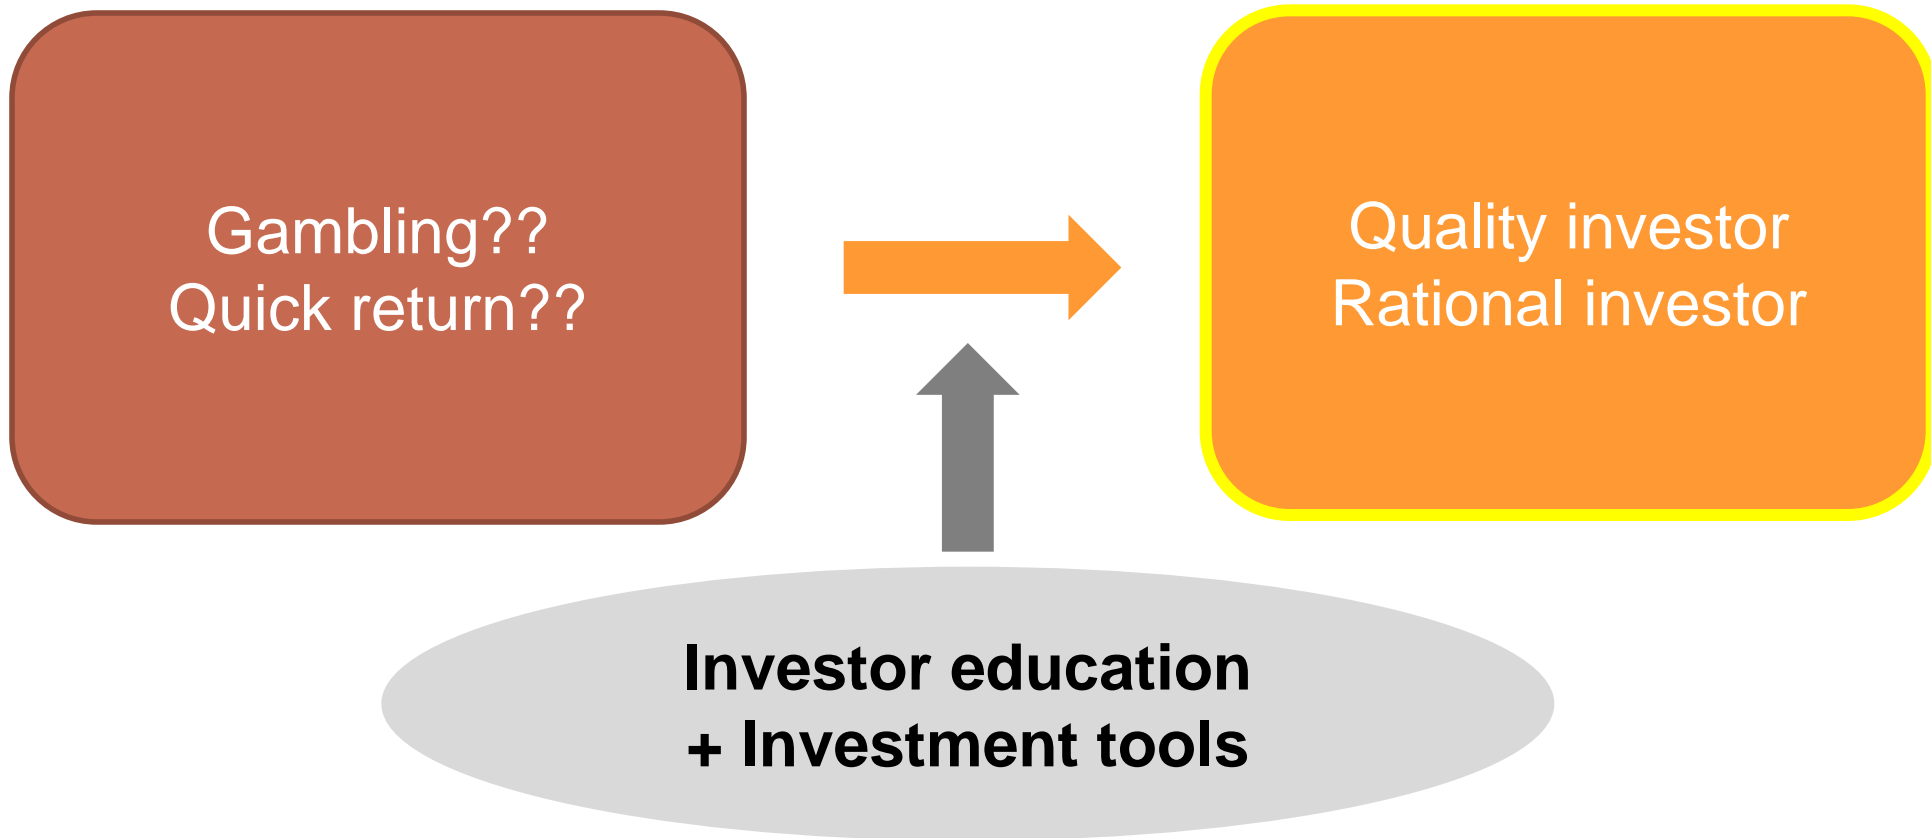 Gambling??
Quick return??
Quality investor
Rational investor
Investor education
+ Investment tools